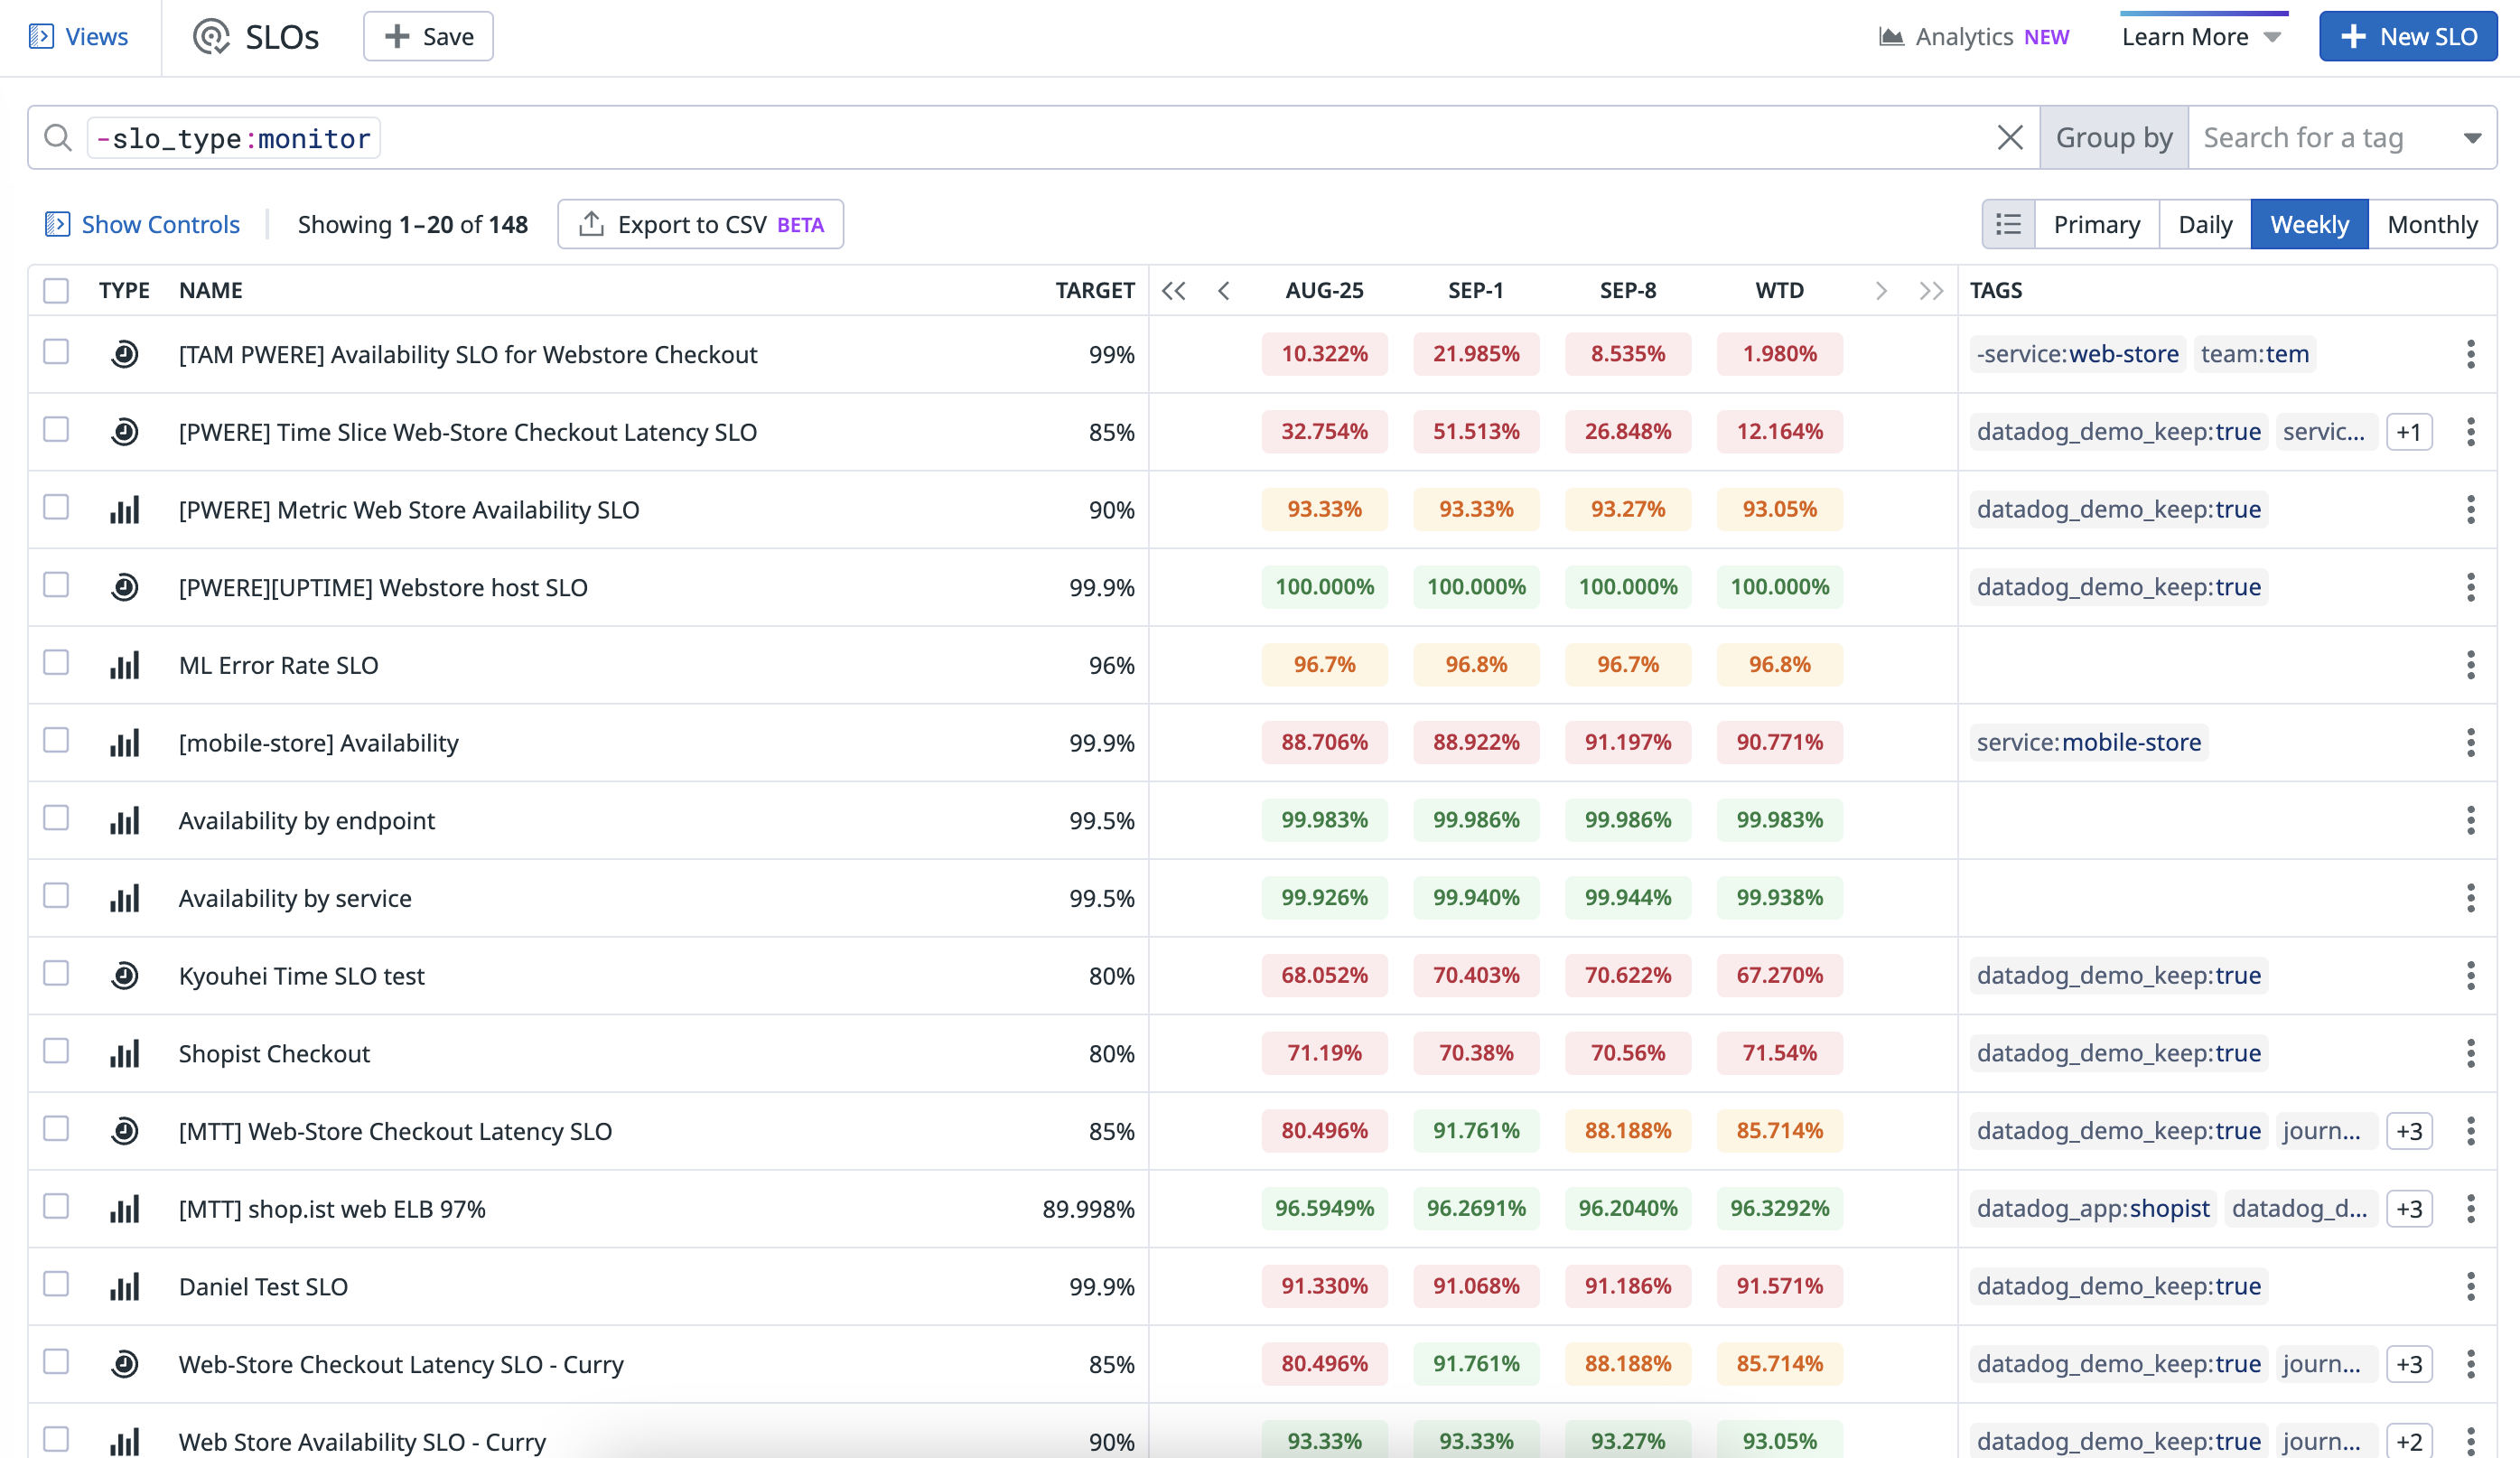 Views SLOs + Save Analytics NEW Learn More + New SLO
-slo_type:monitor Group by Search for a tag
Show Controls Showing 1–20 of 148 Export to CSV BETA Primary Daily Weekly Monthly
TYPE NAME TARGET AUG-25 SEP-1 SEP-8 WTD TAGS
[TAM PWERE] Availability SLO for Webstore Checkout 99% 10.322% 21.985% 8.535% 1.980% -service:web-store team:tem
[PWERE] Time Slice Web-Store Checkout Latency SLO 85% 32.754% 51.513% 26.848% 12.164% datadog_demo_keep:true servic... +1
[PWERE] Metric Web Store Availability SLO 90% 93.33% 93.33% 93.27% 93.05% datadog_demo_keep:true
[PWERE][UPTIME] Webstore host SLO 99.9% 100.000% 100.000% 100.000% 100.000% datadog_demo_keep:true
ML Error Rate SLO 96% 96.7% 96.8% 96.7% 96.8%
[mobile-store] Availability 99.9% 88.706% 88.922% 91.197% 90.771% service:mobile-store
Availability by endpoint 99.5% 99.983% 99.986% 99.986% 99.983%
Availability by service 99.5% 99.926% 99.940% 99.944% 99.938%
Kyouhei Time SLO test 80% 68.052% 70.403% 70.622% 67.270% datadog_demo_keep:true
Shopist Checkout 80% 71.19% 70.38% 70.56% 71.54% datadog_demo_keep:true
[MTT] Web-Store Checkout Latency SLO 85% 80.496% 91.761% 88.188% 85.714% datadog_demo_keep:true journ... +3
[MTT] shop.ist web ELB 97% 89.998% 96.5949% 96.2691% 96.2040% 96.3292% datadog_app:shopist datadog_d... +3
Daniel Test SLO 99.9% 91.330% 91.068% 91.186% 91.571% datadog_demo_keep:true
Web-Store Checkout Latency SLO - Curry 85% 80.496% 91.761% 88.188% 85.714% datadog_demo_keep:true journ... +3
Web Store Availability SLO - Curry 90% 93.33% 93.33% 93.27% 93.05% datadog_demo_keep:true journ... +2